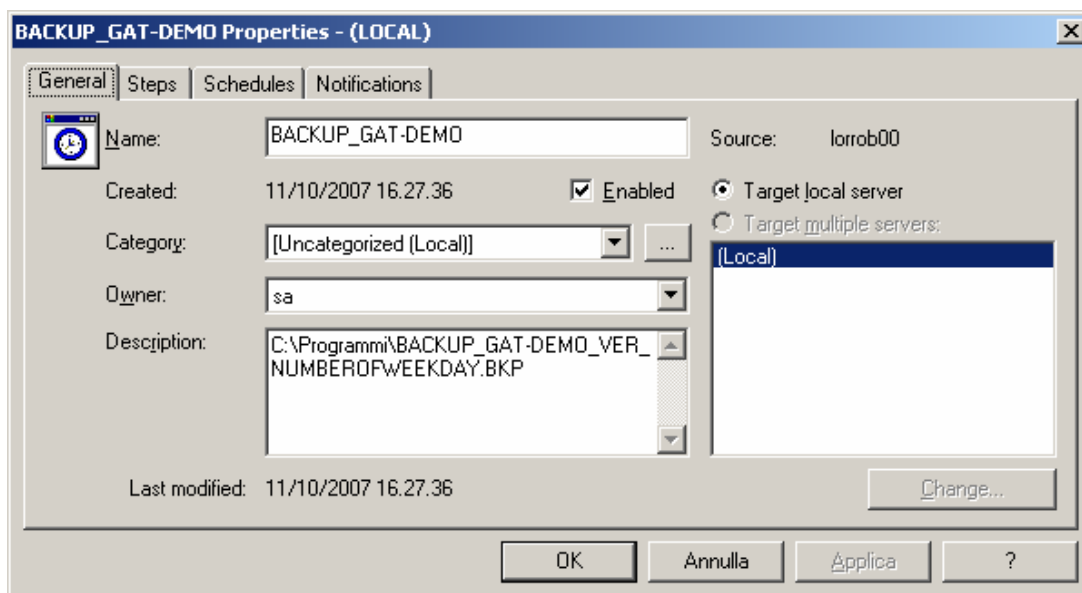 BACKUP_GAT-DEMO Properties - (LOCAL)
General Steps Schedules Notifications
Name: BACKUP_GAT-DEMO Source: lorrob00
Created: 11/10/2007 16.27.36 Enabled Target local server
Target multiple servers:
Category: [Uncategorized (Local)] ... (Local)
Owner: sa
Description: C:\Programmi\BACKUP_GAT-DEMO_VER_
NUMBEROFWEEKDAY.BKP
Last modified: 11/10/2007 16.27.36 Change...
OK Annulla Applica ?